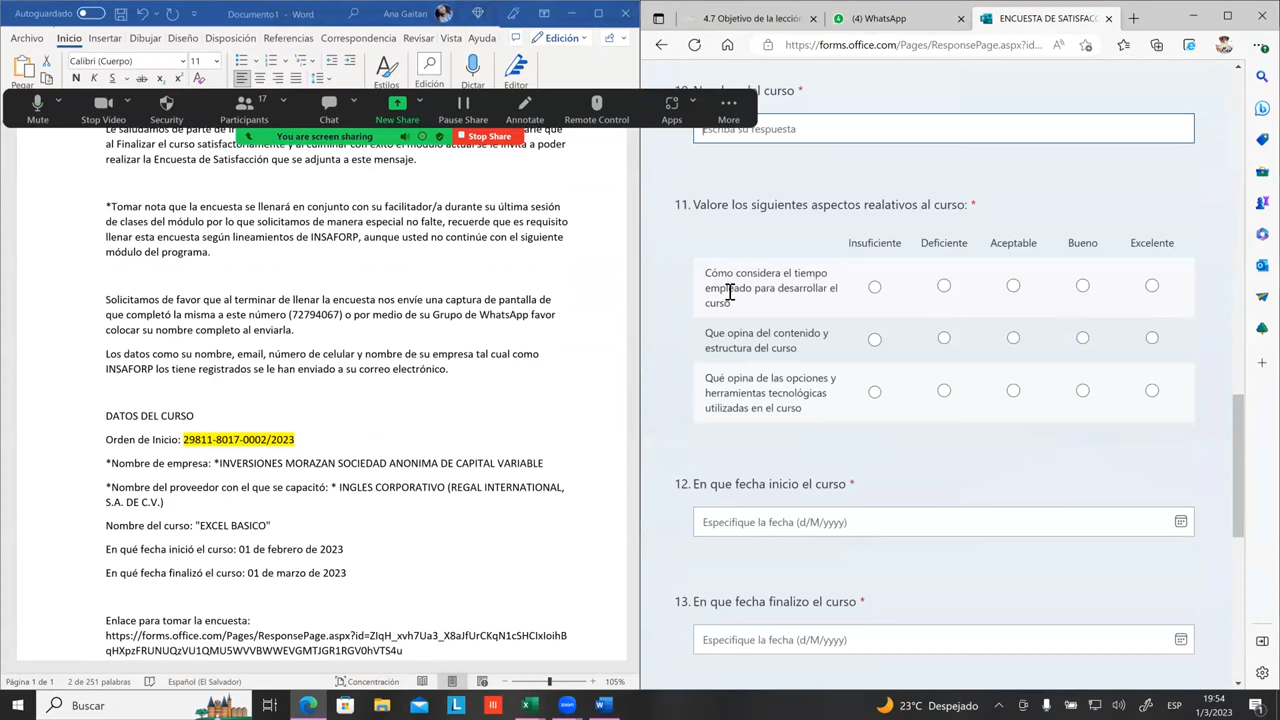 Autoguardado
Documento1 - Word
Ana Gaitan
Archivo Inicio Insertar Dibujar Diseño Disposición Referencias Correspondencias Revisar Vista Ayuda
Edición
Pegar
Calibri (Cuerpo)
11
N K S ab
Estilos
Edición
Dictar
Editor
Mute
Stop Video
Security
17
Participants
Chat
New Share
Pause Share
Annotate
Remote Control
Apps
More
You are screen sharing
Stop Share
al Finalizar el curso satisfactoriamente y al culminar con éxito el módulo actual se le invita a poder
realizar la Encuesta de Satisfacción que se adjunta a este mensaje.
*Tomar nota que la encuesta se llenará en conjunto con su facilitador/a durante su última sesión
de clases del módulo por lo que solicitamos de manera especial no falte, recuerde que es requisito
llenar esta encuesta según lineamientos de INSAFORP, aunque usted no continúe con el siguiente
módulo del programa.
Solicitamos de favor que al terminar de llenar la encuesta nos envíe una captura de pantalla de
que completó la misma a este número (72794067) o por medio de su Grupo de WhatsApp favor
colocar su nombre completo al enviarla.
Los datos como su nombre, email, número de celular y nombre de su empresa tal cual como
INSAFORP los tiene registrados se le han enviado a su correo electrónico.
DATOS DEL CURSO
Orden de Inicio: 29811-8017-0002/2023
*Nombre de empresa: *INVERSIONES MORAZAN SOCIEDAD ANONIMA DE CAPITAL VARIABLE
*Nombre del proveedor con el que se capacitó: * INGLES CORPORATIVO (REGAL INTERNATIONAL,
S.A. DE C.V.)
Nombre del curso: "EXCEL BASICO"
En qué fecha inició el curso: 01 de febrero de 2023
En qué fecha finalizó el curso: 01 de marzo de 2023
Enlace para tomar la encuesta:
https://forms.office.com/Pages/ResponsePage.aspx?id=ZIqH_xvh7Ua3_X8aJfUrCKqN1cSHCIxIoihB
qHXpzFRUNUQzVU1QMU5WVVBWWEVGMTJGR1RGV0hVTS4u
Página 1 de 1
2 de 251 palabras
Español (El Salvador)
Concentración
105%
4.7 Objetivo de la lección
(4) WhatsApp
ENCUESTA DE SATISFACC
https://forms.office.com/Pages/ResponsePage.aspx?id...
curso *
Escriba su respuesta
11. Valore los siguientes aspectos realativos al curso: *
Insuficiente Deficiente Aceptable Bueno Excelente
Cómo considera el tiempo
empleado para desarrollar el
curso
Que opina del contenido y
estructura del curso
Qué opina de las opciones y
herramientas tecnológicas
utilizadas en el curso
12. En que fecha inicio el curso *
Especifique la fecha (d/M/yyyy)
13. En que fecha finalizo el curso *
Especifique la fecha (d/M/yyyy)
Buscar
23°C Despejado
ESP
19:54
1/3/2023